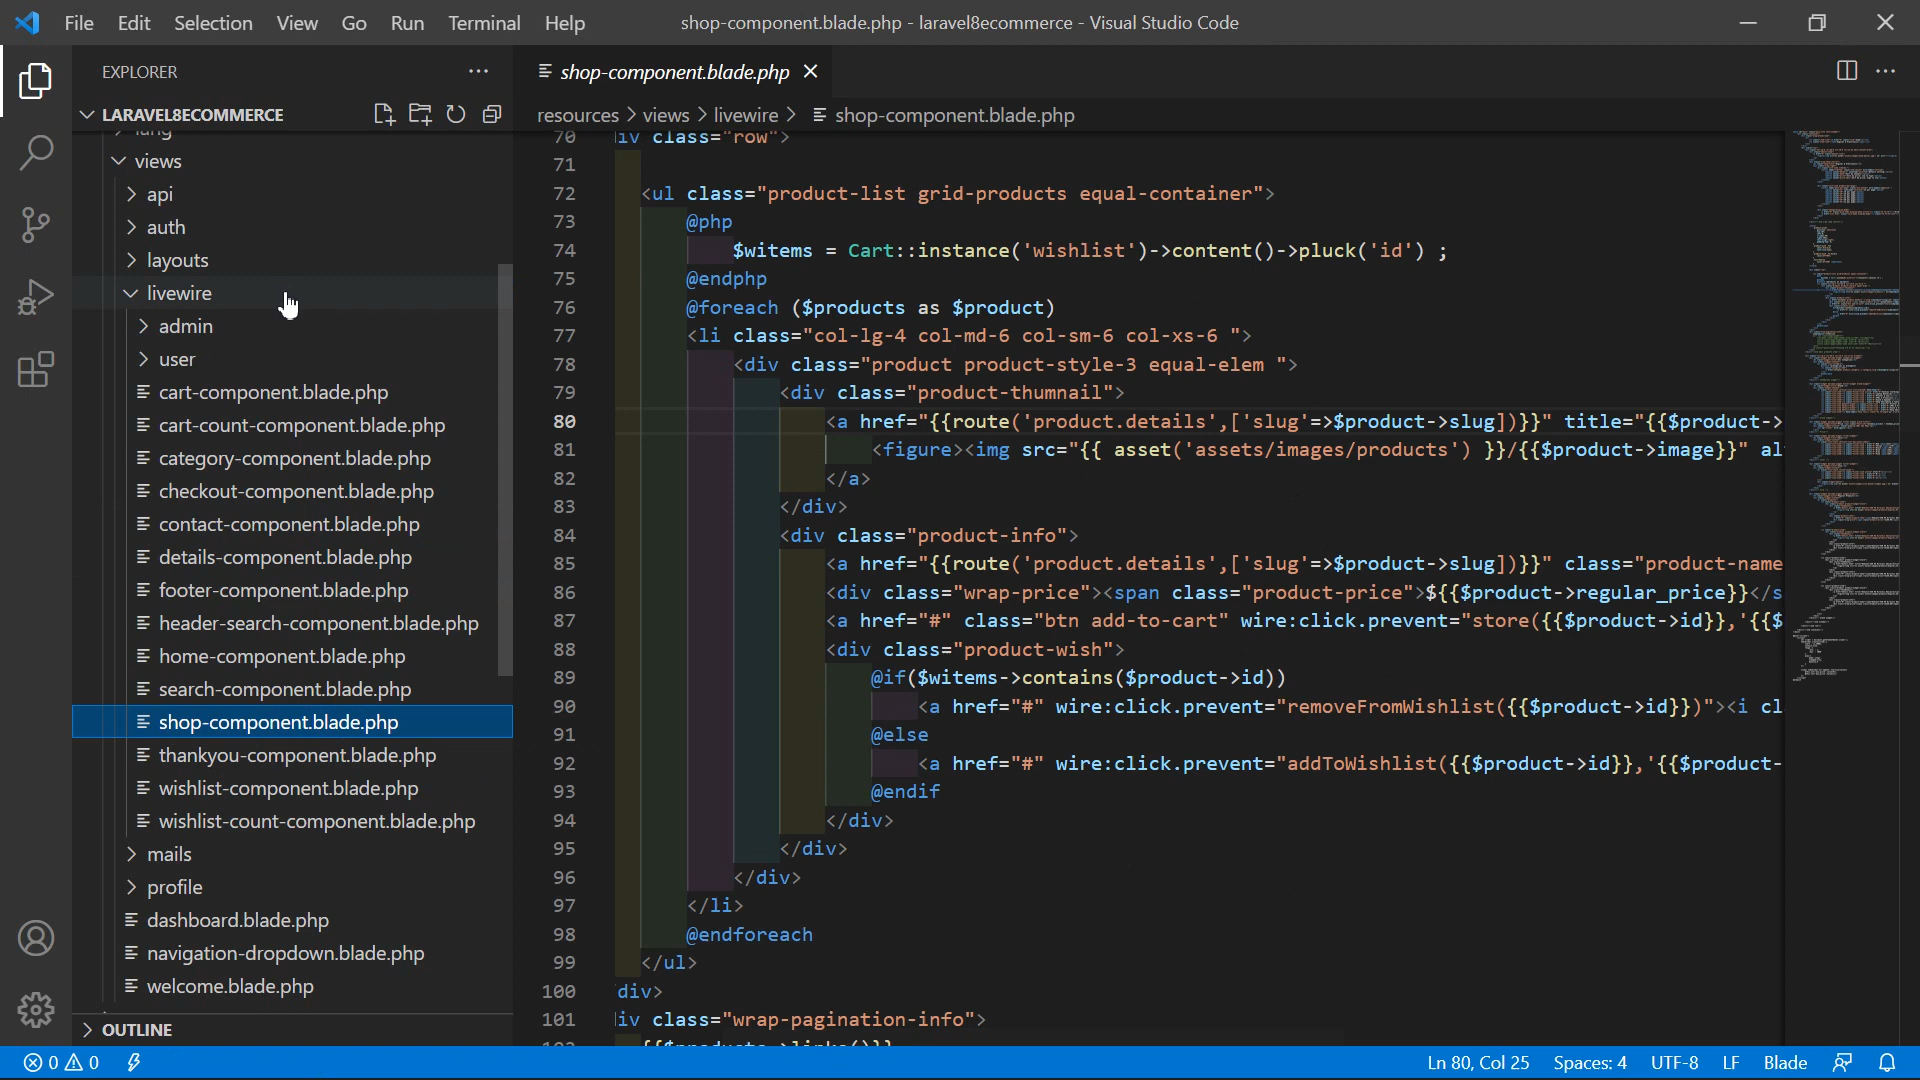 File Edit Selection View Go Run Terminal Help
shop-component.blade.php - laravel8ecommerce - Visual Studio Code
EXPLORER
LARAVEL8ECOMMERCE
lang
views
api
auth
layouts
livewire
admin
user
cart-component.blade.php
cart-count-component.blade.php
category-component.blade.php
checkout-component.blade.php
contact-component.blade.php
details-component.blade.php
footer-component.blade.php
header-search-component.blade.php
home-component.blade.php
search-component.blade.php
shop-component.blade.php
thankyou-component.blade.php
wishlist-component.blade.php
wishlist-count-component.blade.php
mails
profile
dashboard.blade.php
navigation-dropdown.blade.php
welcome.blade.php
OUTLINE
shop-component.blade.php
resources > views > livewire > shop-component.blade.php
70 iv class="row">
71
72 <ul class="product-list grid-products equal-container">
73 @php
74 $witems = Cart::instance('wishlist')->content()->pluck('id') ;
75 @endphp
76 @foreach ($products as $product)
77 <li class="col-lg-4 col-md-6 col-sm-6 col-xs-6 ">
78 <div class="product product-style-3 equal-elem ">
79 <div class="product-thumnail">
80 <a href="{{route('product.details',['slug'=>$product->slug])}}" title="{{$product->
81 <figure><img src="{{ asset('assets/images/products') }}/{{$product->image}}" al
82 </a>
83 </div>
84 <div class="product-info">
85 <a href="{{route('product.details',['slug'=>$product->slug])}}" class="product-name
86 <div class="wrap-price"><span class="product-price">${{$product->regular_price}}</s
87 <a href="#" class="btn add-to-cart" wire:click.prevent="store({{$product->id}},'{{$
88 <div class="product-wish">
89 @if($witems->contains($product->id))
90 <a href="#" wire:click.prevent="removeFromWishlist({{$product->id}})"><i cl
91 @else
92 <a href="#" wire:click.prevent="addToWishlist({{$product->id}},'{{$product-
93 @endif
94 </div>
95 </div>
96 </div>
97 </li>
98 @endforeach
99 </ul>
100 div>
101 iv class="wrap-pagination-info">
102 {{$products->links()}}
0 0
Ln 80, Col 25 Spaces: 4 UTF-8 LF Blade